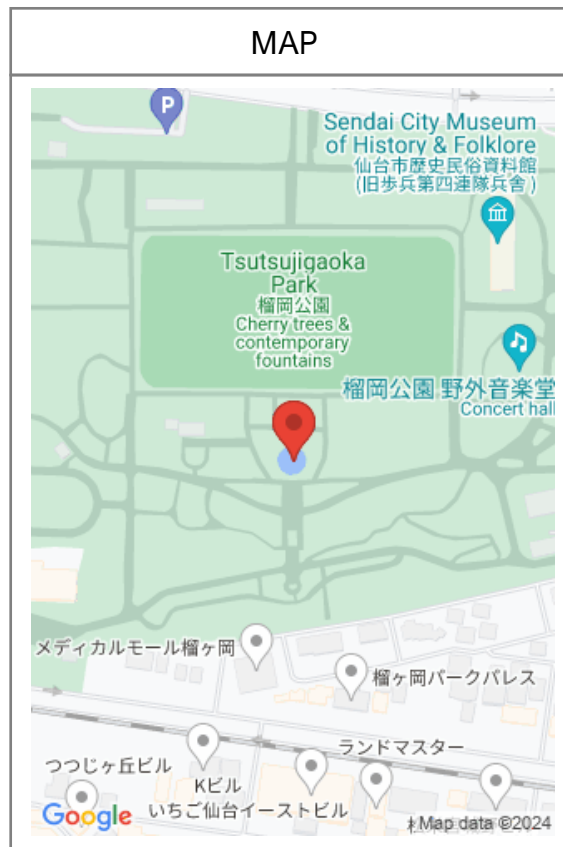 MAP
P
Sendai City Museum
of History & Folklore
仙台市歴史民俗資料館
(旧歩兵第四連隊兵舎)
Tsutsujigaoka
Park
榴岡公園
Cherry trees &
contemporary
fountains
榴岡公園 野外音楽堂
Concert hall
メディカルモール榴ヶ岡
榴ヶ岡パークパレス
ランドマスター
つつじヶ丘ビル
Kビル
いちご仙台イーストビル
Google
Map data ©2024